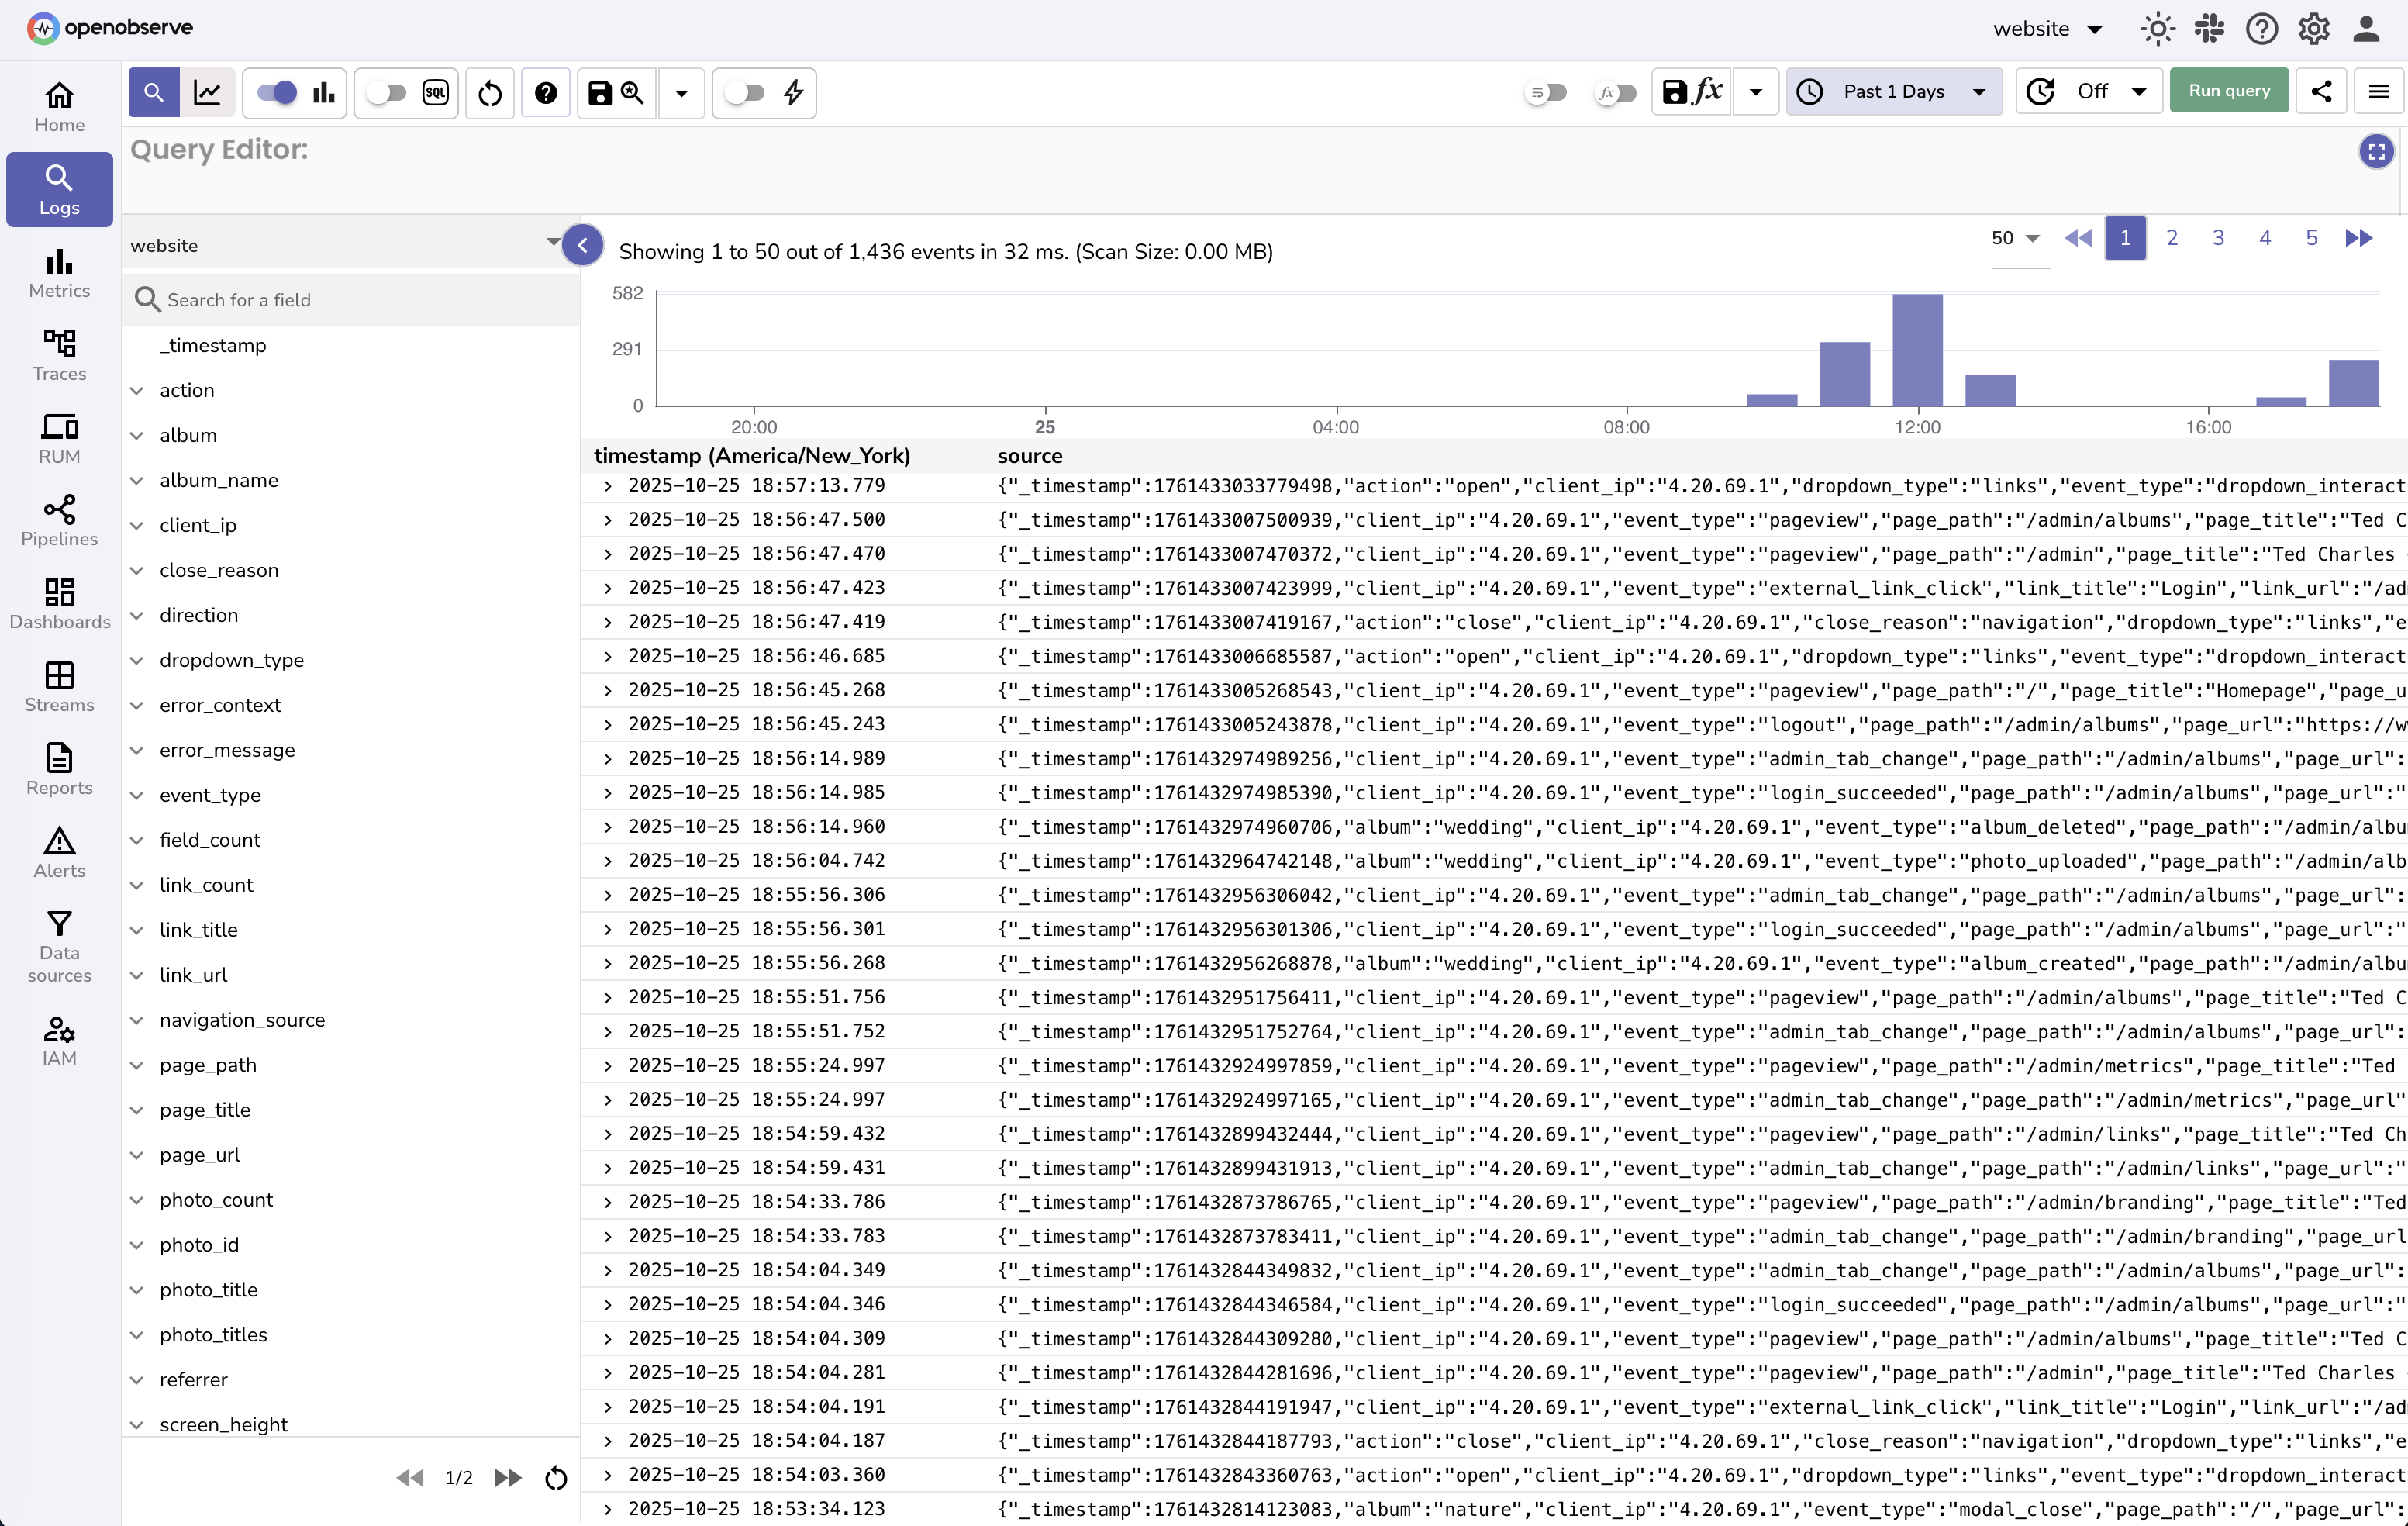 openobserve
website
Home
Logs
Metrics
Traces
RUM
Pipelines
Dashboards
Streams
Reports
Alerts
Data
sources
IAM
SQL
fx
fx
Past 1 Days
Off
Run query
Query Editor:
website
Search for a field
_timestamp
action
album
album_name
client_ip
close_reason
direction
dropdown_type
error_context
error_message
event_type
field_count
link_count
link_title
link_url
navigation_source
page_path
page_title
page_url
photo_count
photo_id
photo_title
photo_titles
referrer
screen_height
1/2
Showing 1 to 50 out of 1,436 events in 32 ms. (Scan Size: 0.00 MB)
50 1 2 3 4 5
582
291
0
20:00 25 04:00 08:00 12:00 16:00
timestamp (America/New_York) source
2025-10-25 18:57:13.779 {"_timestamp":1761433033779498,"action":"open","client_ip":"4.20.69.1","dropdown_type":"links","event_type":"dropdown_interact
2025-10-25 18:56:47.500 {"_timestamp":1761433007500939,"client_ip":"4.20.69.1","event_type":"pageview","page_path":"/admin/albums","page_title":"Ted C
2025-10-25 18:56:47.470 {"_timestamp":1761433007470372,"client_ip":"4.20.69.1","event_type":"pageview","page_path":"/admin","page_title":"Ted Charles
2025-10-25 18:56:47.423 {"_timestamp":1761433007423999,"client_ip":"4.20.69.1","event_type":"external_link_click","link_title":"Login","link_url":"/ad
2025-10-25 18:56:47.419 {"_timestamp":1761433007419167,"action":"close","client_ip":"4.20.69.1","close_reason":"navigation","dropdown_type":"links","e
2025-10-25 18:56:46.685 {"_timestamp":1761433006685587,"action":"open","client_ip":"4.20.69.1","dropdown_type":"links","event_type":"dropdown_interact
2025-10-25 18:56:45.268 {"_timestamp":1761433005268543,"client_ip":"4.20.69.1","event_type":"pageview","page_path":"/","page_title":"Homepage","page_u
2025-10-25 18:56:45.243 {"_timestamp":1761433005243878,"client_ip":"4.20.69.1","event_type":"logout","page_path":"/admin/albums","page_url":"https://w
2025-10-25 18:56:14.989 {"_timestamp":1761432974989256,"client_ip":"4.20.69.1","event_type":"admin_tab_change","page_path":"/admin/albums","page_url":
2025-10-25 18:56:14.985 {"_timestamp":1761432974985390,"client_ip":"4.20.69.1","event_type":"login_succeeded","page_path":"/admin/albums","page_url":"
2025-10-25 18:56:14.960 {"_timestamp":1761432974960706,"album":"wedding","client_ip":"4.20.69.1","event_type":"album_deleted","page_path":"/admin/albu
2025-10-25 18:56:04.742 {"_timestamp":1761432964742148,"album":"wedding","client_ip":"4.20.69.1","event_type":"photo_uploaded","page_path":"/admin/alb
2025-10-25 18:55:56.306 {"_timestamp":1761432956306042,"client_ip":"4.20.69.1","event_type":"admin_tab_change","page_path":"/admin/albums","page_url":
2025-10-25 18:55:56.301 {"_timestamp":1761432956301306,"client_ip":"4.20.69.1","event_type":"login_succeeded","page_path":"/admin/albums","page_url":"
2025-10-25 18:55:56.268 {"_timestamp":1761432956268878,"album":"wedding","client_ip":"4.20.69.1","event_type":"album_created","page_path":"/admin/albu
2025-10-25 18:55:51.756 {"_timestamp":1761432951756411,"client_ip":"4.20.69.1","event_type":"pageview","page_path":"/admin/albums","page_title":"Ted C
2025-10-25 18:55:51.752 {"_timestamp":1761432951752764,"client_ip":"4.20.69.1","event_type":"admin_tab_change","page_path":"/admin/albums","page_url":
2025-10-25 18:55:24.997 {"_timestamp":1761432924997859,"client_ip":"4.20.69.1","event_type":"pageview","page_path":"/admin/metrics","page_title":"Ted
2025-10-25 18:55:24.997 {"_timestamp":1761432924997165,"client_ip":"4.20.69.1","event_type":"admin_tab_change","page_path":"/admin/metrics","page_url"
2025-10-25 18:54:59.432 {"_timestamp":1761432899432444,"client_ip":"4.20.69.1","event_type":"pageview","page_path":"/admin/links","page_title":"Ted Ch
2025-10-25 18:54:59.431 {"_timestamp":1761432899431913,"client_ip":"4.20.69.1","event_type":"admin_tab_change","page_path":"/admin/links","page_url":"
2025-10-25 18:54:33.786 {"_timestamp":1761432873786765,"client_ip":"4.20.69.1","event_type":"pageview","page_path":"/admin/branding","page_title":"Ted
2025-10-25 18:54:33.783 {"_timestamp":1761432873783411,"client_ip":"4.20.69.1","event_type":"admin_tab_change","page_path":"/admin/branding","page_url
2025-10-25 18:54:04.349 {"_timestamp":1761432844349832,"client_ip":"4.20.69.1","event_type":"admin_tab_change","page_path":"/admin/albums","page_url":
2025-10-25 18:54:04.346 {"_timestamp":1761432844346584,"client_ip":"4.20.69.1","event_type":"login_succeeded","page_path":"/admin/albums","page_url":"
2025-10-25 18:54:04.309 {"_timestamp":1761432844309280,"client_ip":"4.20.69.1","event_type":"pageview","page_path":"/admin/albums","page_title":"Ted C
2025-10-25 18:54:04.281 {"_timestamp":1761432844281696,"client_ip":"4.20.69.1","event_type":"pageview","page_path":"/admin","page_title":"Ted Charles
2025-10-25 18:54:04.191 {"_timestamp":1761432844191947,"client_ip":"4.20.69.1","event_type":"external_link_click","link_title":"Login","link_url":"/ad
2025-10-25 18:54:04.187 {"_timestamp":1761432844187793,"action":"close","client_ip":"4.20.69.1","close_reason":"navigation","dropdown_type":"links","e
2025-10-25 18:54:03.360 {"_timestamp":1761432843360763,"action":"open","client_ip":"4.20.69.1","dropdown_type":"links","event_type":"dropdown_interact
2025-10-25 18:53:34.123 {"_timestamp":1761432814123083,"album":"nature","client_ip":"4.20.69.1","event_type":"modal_close","page_path":"/","page_url":